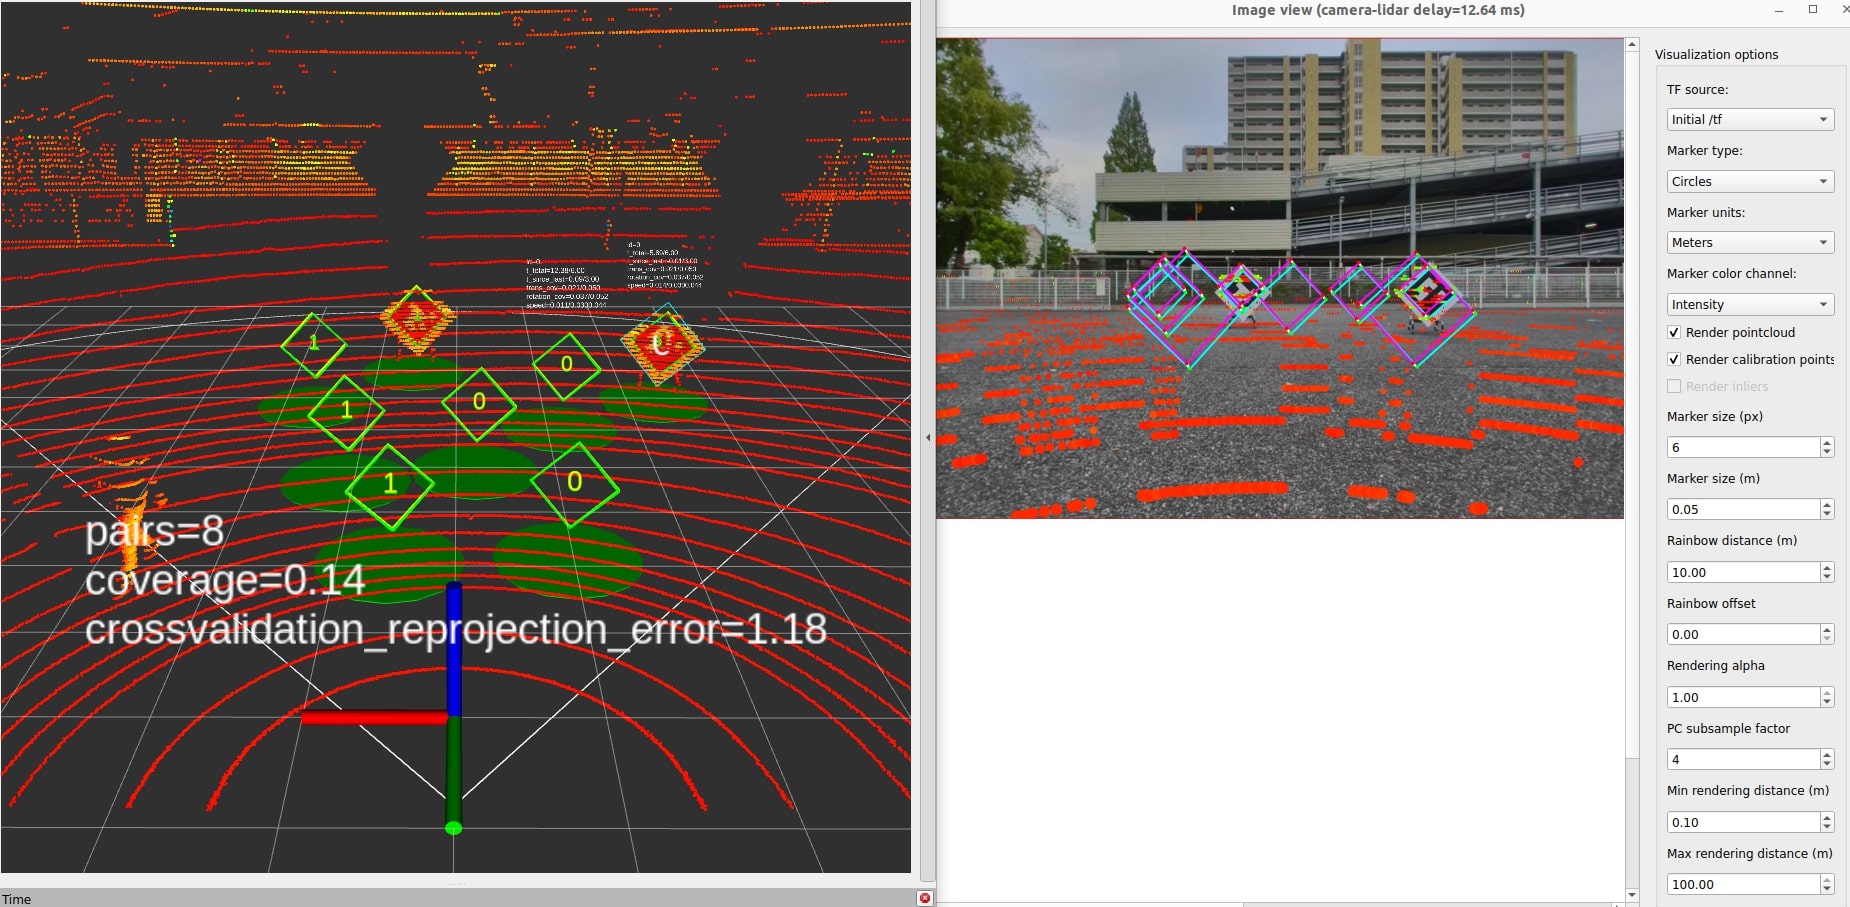 Image view (camera-lidar delay=12.64 ms)
Visualization options
TF source:
Initial /tf
Marker type:
Circles
Marker units:
Meters
Marker color channel:
Intensity
Render pointcloud
Render calibration points
Render inliers
Marker size (px)
6
Marker size (m)
0.05
Rainbow distance (m)
10.00
Rainbow offset
0.00
Rendering alpha
1.00
PC subsample factor
4
Min rendering distance (m)
0.10
Max rendering distance (m)
100.00
id=0
id=0
1
0
1
0
1
0
pairs=8
coverage=0.14
crossvalidation_reprojection_error=1.18
Time